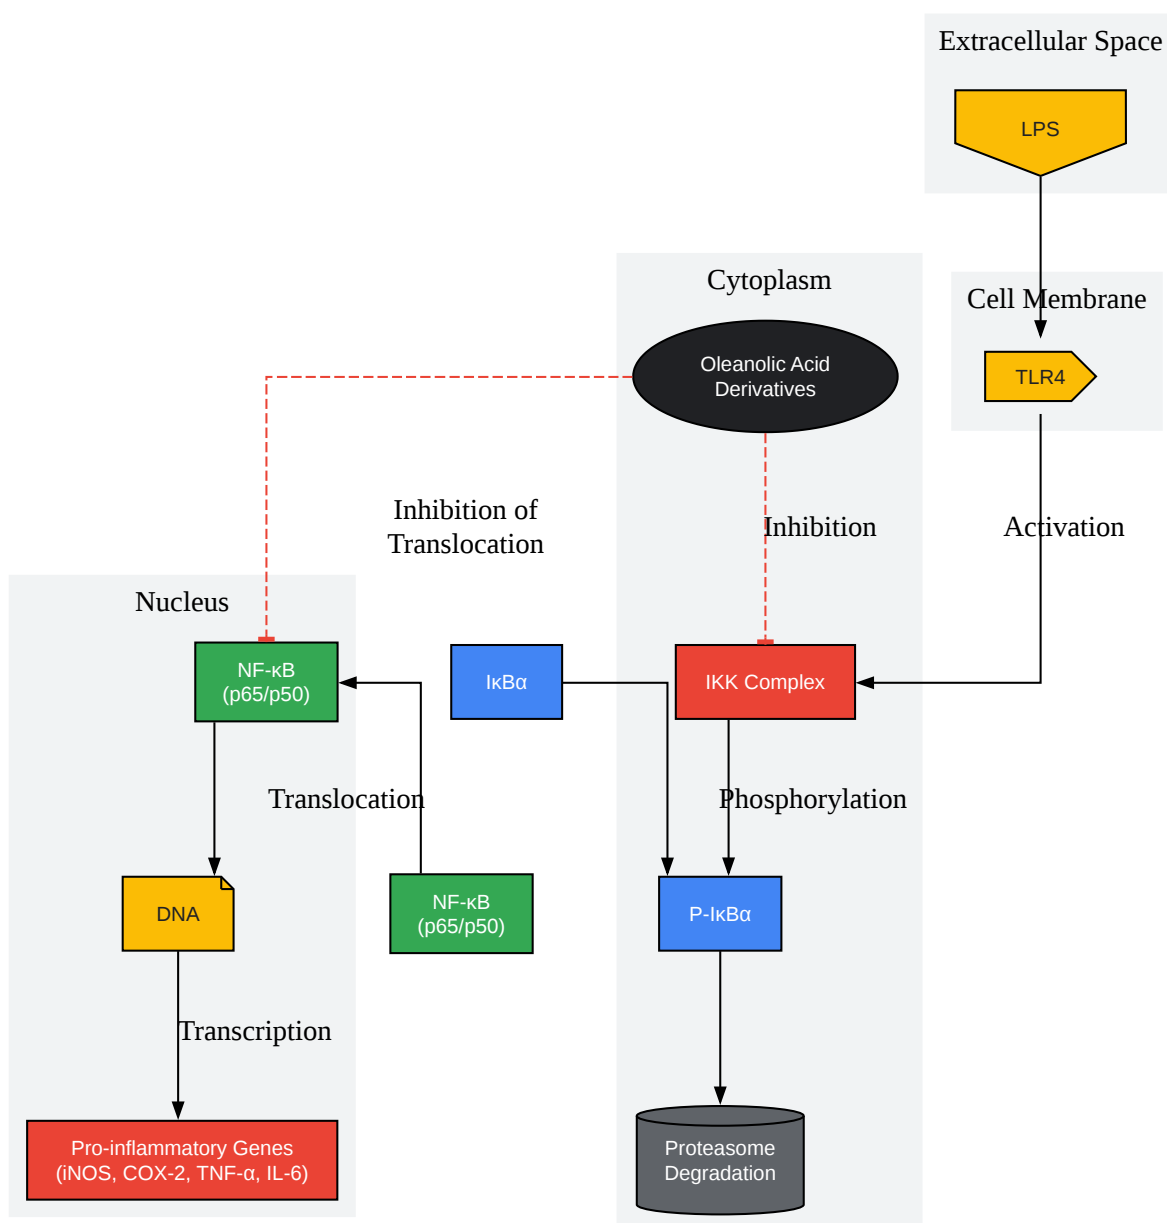 Extracellular Space
LPS
Cytoplasm
Cell Membrane
Oleanolic Acid
Derivatives
TLR4
Inhibition of
Translocation
Inhibition
Activation
Nucleus
NF-κB
(p65/p50)
IκBα
IKK Complex
Translocation
Phosphorylation
DNA
NF-κB
(p65/p50)
P-IκBα
Transcription
Pro-inflammatory Genes
(iNOS, COX-2, TNF-α, IL-6)
Proteasome
Degradation